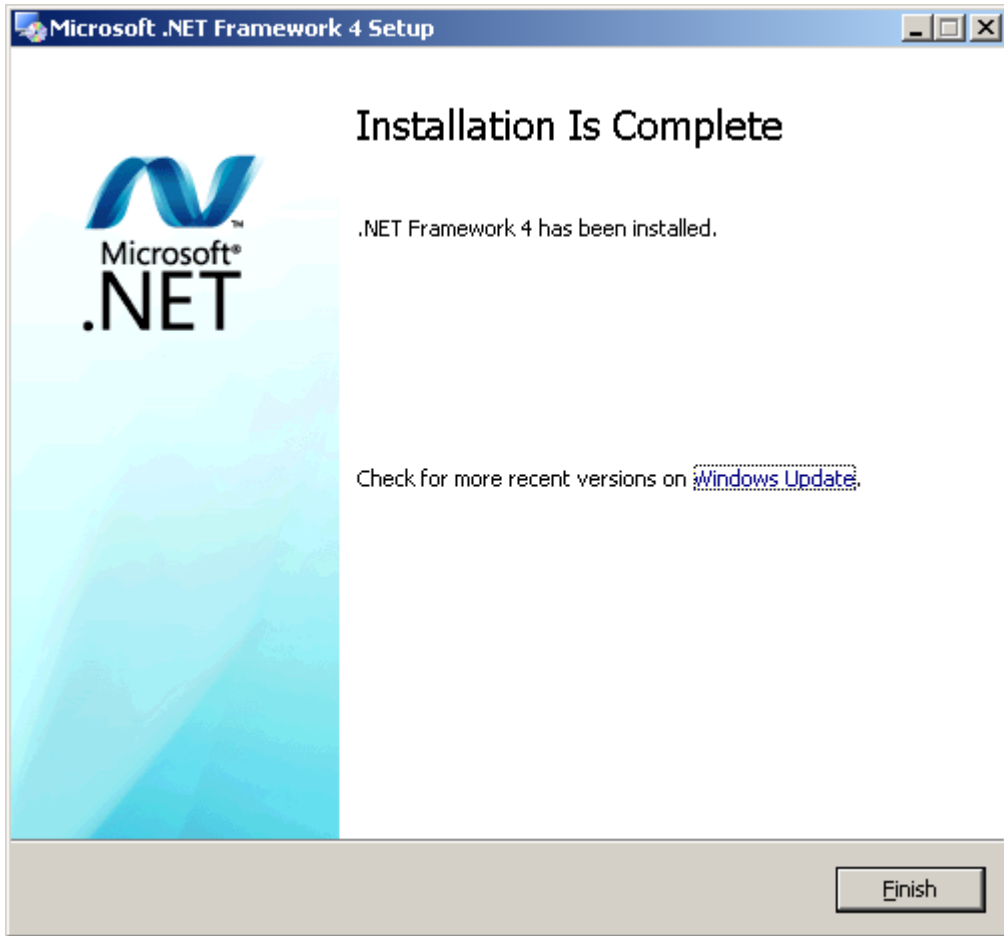 Microsoft .NET Framework 4 Setup
Installation Is Complete
Microsoft®
.NET
™
.NET Framework 4 has been installed.
Check for more recent versions on Windows Update.
Finish